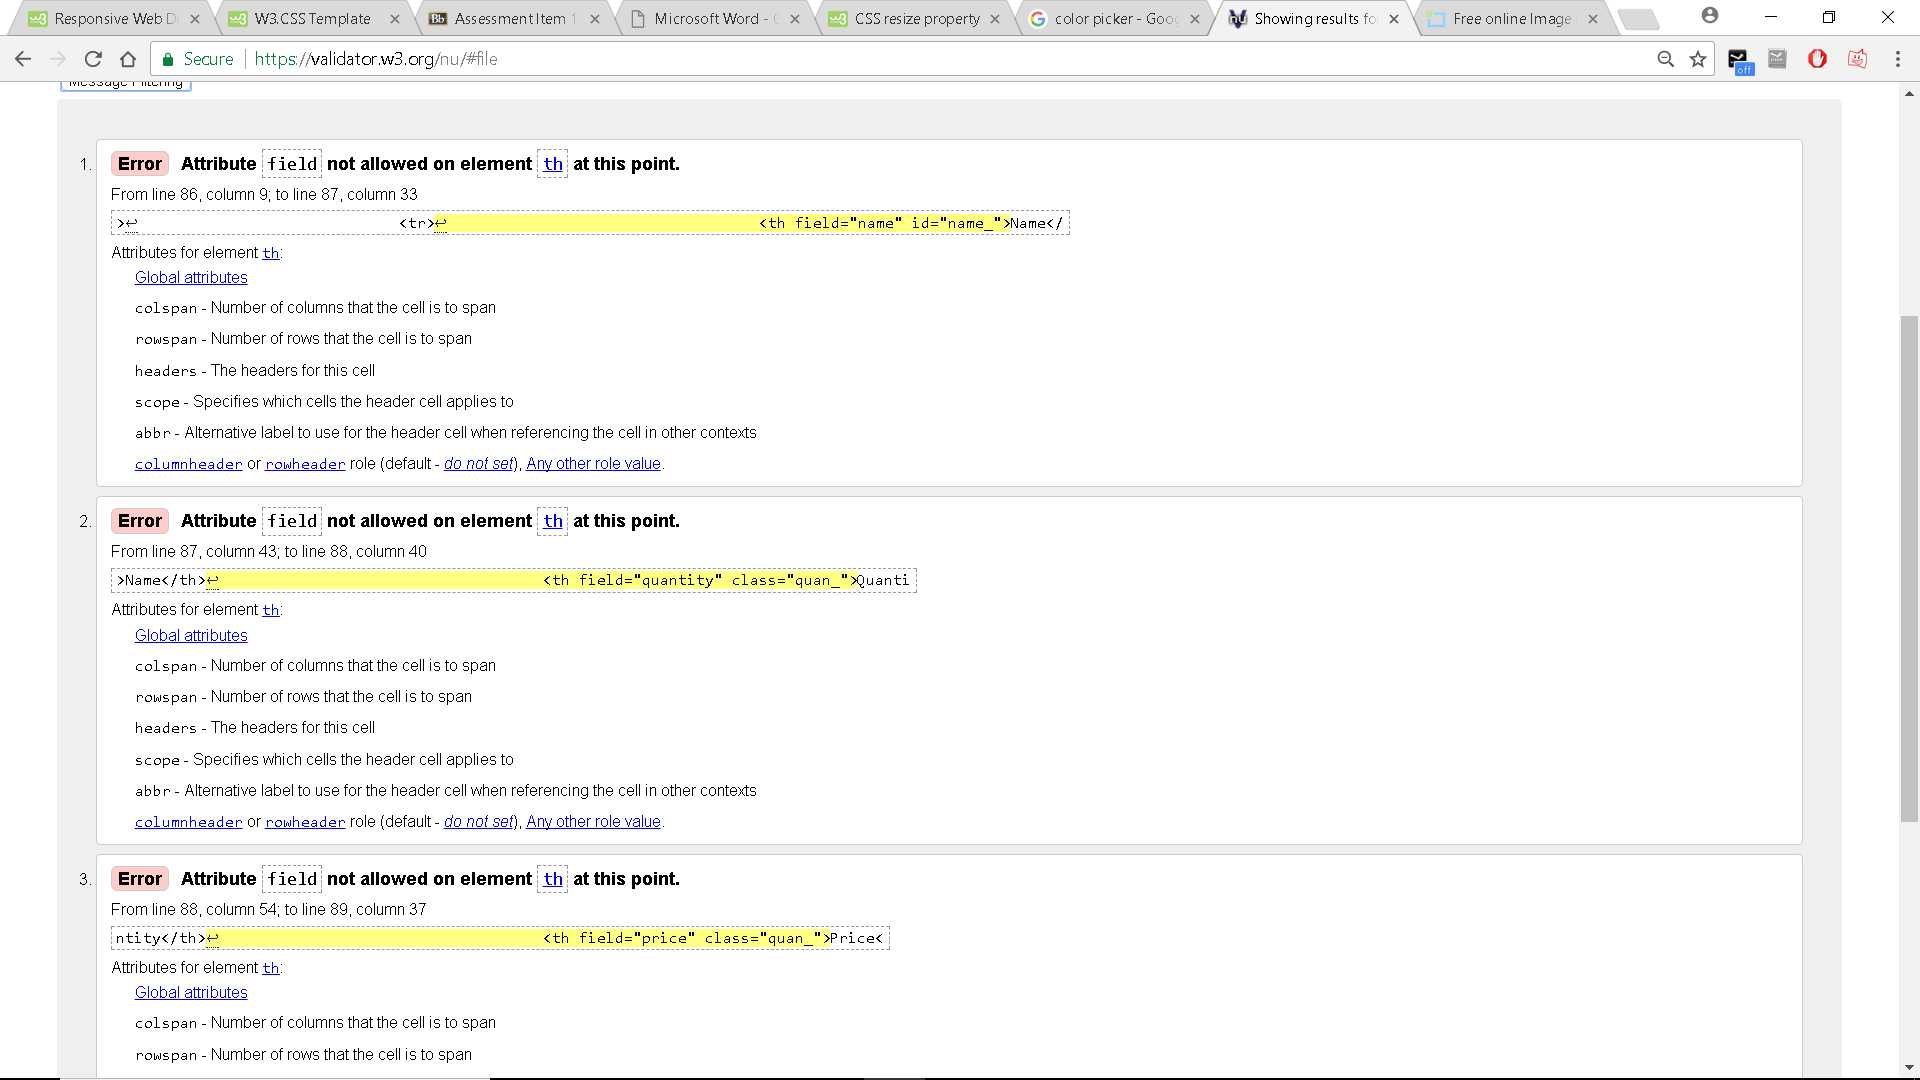 Responsive Web D
W3.CSS Template
Assessment Item 1
Microsoft Word -
CSS resize property
color picker - Goog
Showing results fo
Free online Image
Secure https://validator.w3.org/nu/#file
off
Message Filtering
1. Error Attribute field not allowed on element th at this point.
From line 86, column 9; to line 87, column 33
>↩ <tr>↩ <th field="name" id="name_">Name</
Attributes for element th:
Global attributes
colspan - Number of columns that the cell is to span
rowspan - Number of rows that the cell is to span
headers - The headers for this cell
scope - Specifies which cells the header cell applies to
abbr - Alternative label to use for the header cell when referencing the cell in other contexts
columnheader or rowheader role (default - do not set), Any other role value.
2. Error Attribute field not allowed on element th at this point.
From line 87, column 43; to line 88, column 40
>Name</th>↩ <th field="quantity" class="quan_">Quanti
Attributes for element th:
Global attributes
colspan - Number of columns that the cell is to span
rowspan - Number of rows that the cell is to span
headers - The headers for this cell
scope - Specifies which cells the header cell applies to
abbr - Alternative label to use for the header cell when referencing the cell in other contexts
columnheader or rowheader role (default - do not set), Any other role value.
3. Error Attribute field not allowed on element th at this point.
From line 88, column 54; to line 89, column 37
ntity</th>↩ <th field="price" class="quan_">Price<
Attributes for element th:
Global attributes
colspan - Number of columns that the cell is to span
rowspan - Number of rows that the cell is to span